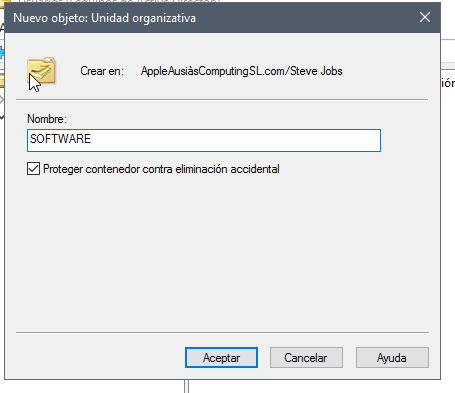 Nuevo objeto: Unidad organizativa
Crear en: AppleAusiàsComputingSL.com/Steve Jobs
Nombre:
SOFTWARE
Proteger contenedor contra eliminación accidental
Aceptar Cancelar Ayuda